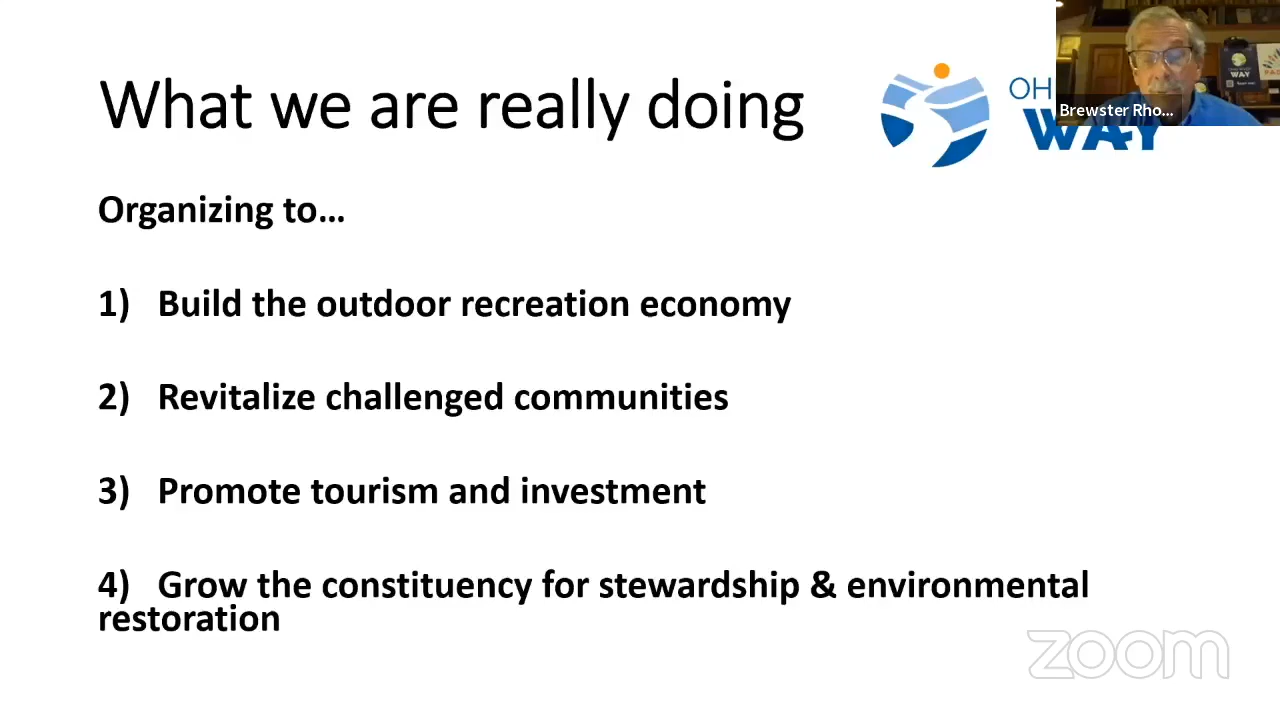 What we are really doing
OH
WAY
Brewster Rho...
Organizing to...
1) Build the outdoor recreation economy
2) Revitalize challenged communities
3) Promote tourism and investment
4) Grow the constituency for stewardship & environmental
restoration
WAY
zoom